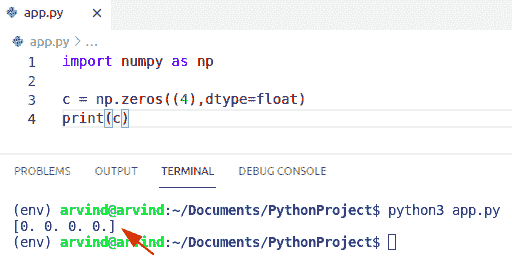 app.py ×
app.py > ...
1 import numpy as np
2
3 c = np.zeros((4),dtype=float)
4 print(c)
PROBLEMS OUTPUT TERMINAL DEBUG CONSOLE
(env) arvind@arvind:~/Documents/PythonProject$ python3 app.py
[0. 0. 0. 0.]
(env) arvind@arvind:~/Documents/PythonProject$